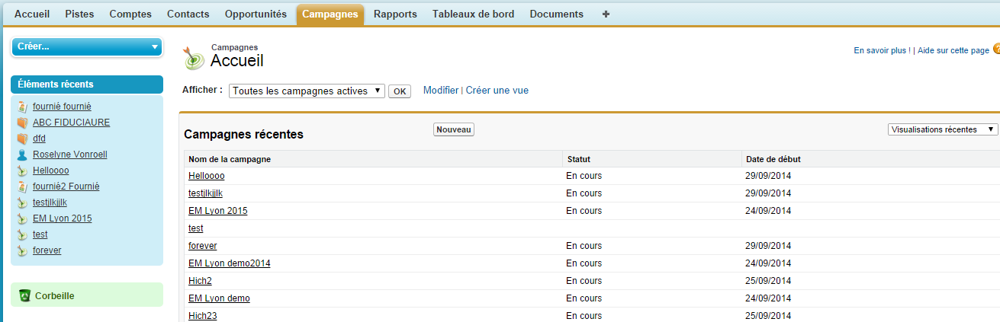 Accueil Pistes Comptes Contacts Opportunités Campagnes Rapports Tableaux de bord Documents +
Créer...
Éléments récents
fournié fournié
ABC FIDUCIAURE
dfd
Roselyne Vonroell
Helloooo
fournié2 Fournié
testjlkjjlk
EM Lyon 2015
test
forever
Corbeille
Campagnes
Accueil
En savoir plus ! | Aide sur cette page ?
Afficher : Toutes les campagnes actives OK Modifier | Créer une vue
Campagnes récentes Nouveau Visualisations récentes
Nom de la campagne Statut Date de début
Helloooo En cours 29/09/2014
testjlkjjlk En cours 29/09/2014
EM Lyon 2015 En cours 24/09/2014
test
forever En cours 29/09/2014
EM Lyon demo2014 En cours 24/09/2014
Hich2 En cours 25/09/2014
EM Lyon demo En cours 24/09/2014
Hich23 En cours 25/09/2014